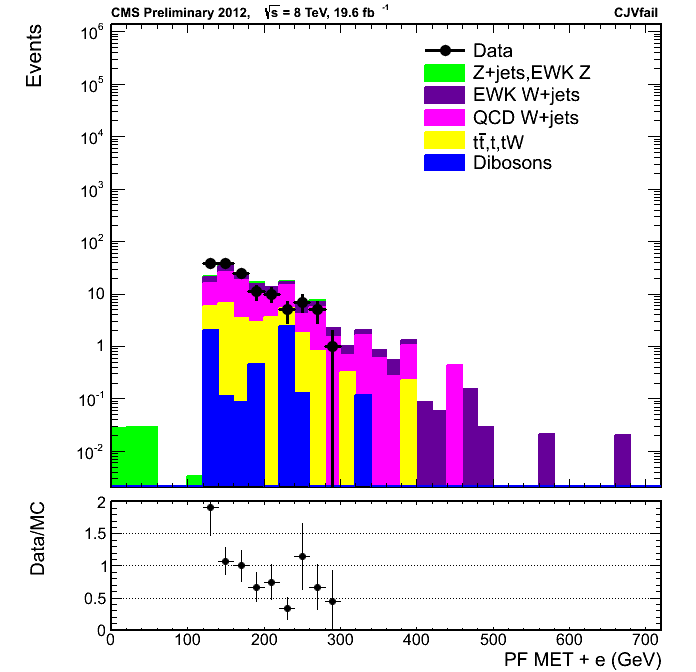 CMS Preliminary 2012, √s = 8 TeV, 19.6 fb⁻¹ CJVfail
Events
10⁶
10⁵
10⁴
10³
10²
10
1
10⁻¹
10⁻²
Data
Z+jets,EWK Z
EWK W+jets
QCD W+jets
tt̄,t,tW
Dibosons
Data/MC
2
1.5
1
0.5
0
0 100 200 300 400 500 600 700
PF MET + e (GeV)